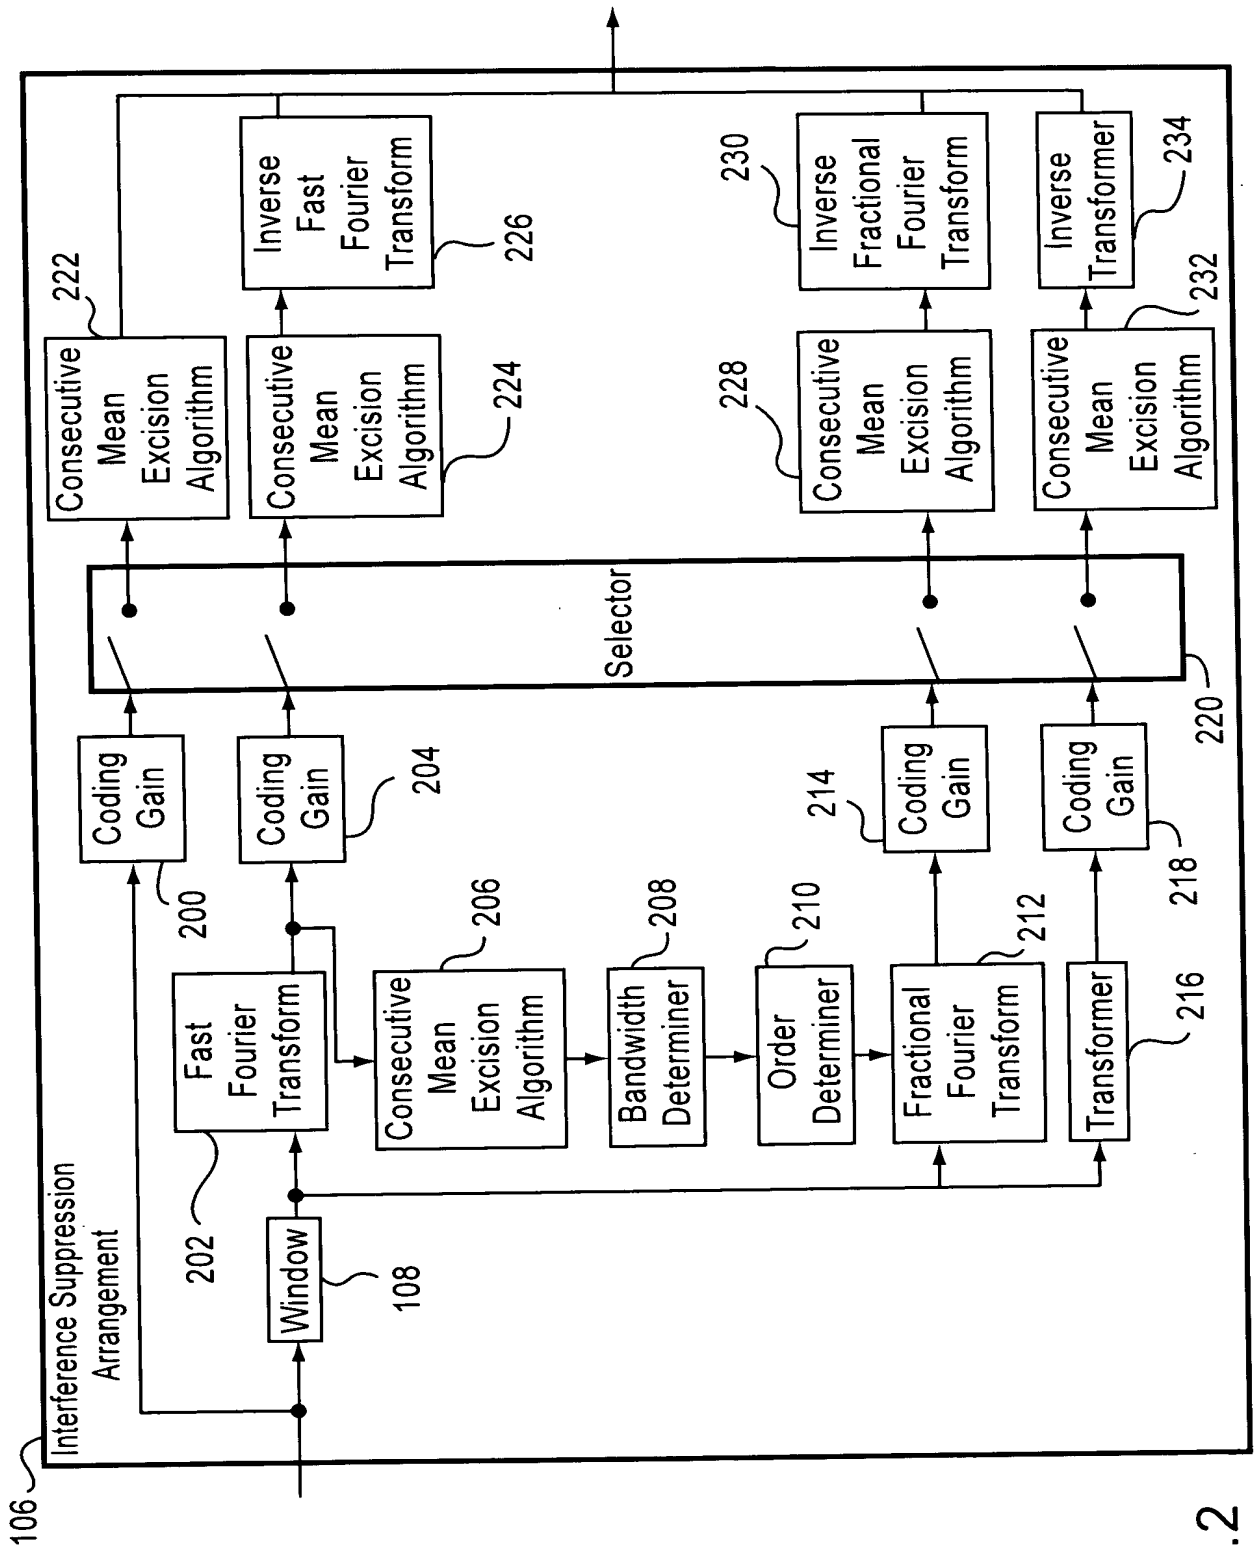 106
Interference Suppression
Arrangement
Window
108
202
Fast
Fourier
Transform
Coding
Gain
200
Coding
Gain
204
Consecutive
Mean
Excision
Algorithm
206
Bandwidth
Determiner
208
Order
Determiner
210
Fractional
Fourier
Transform
212
Transformer
216
214
Coding
Gain
Coding
Gain
218
Selector
220
Consecutive
Mean
Excision
Algorithm
222
Consecutive
Mean
Excision
Algorithm
224
Inverse
Fast
Fourier
Transform
226
Consecutive
Mean
Excision
Algorithm
228
Inverse
Fractional
Fourier
Transform
230
Consecutive
Mean
Excision
Algorithm
232
Inverse
Transformer
234
.2